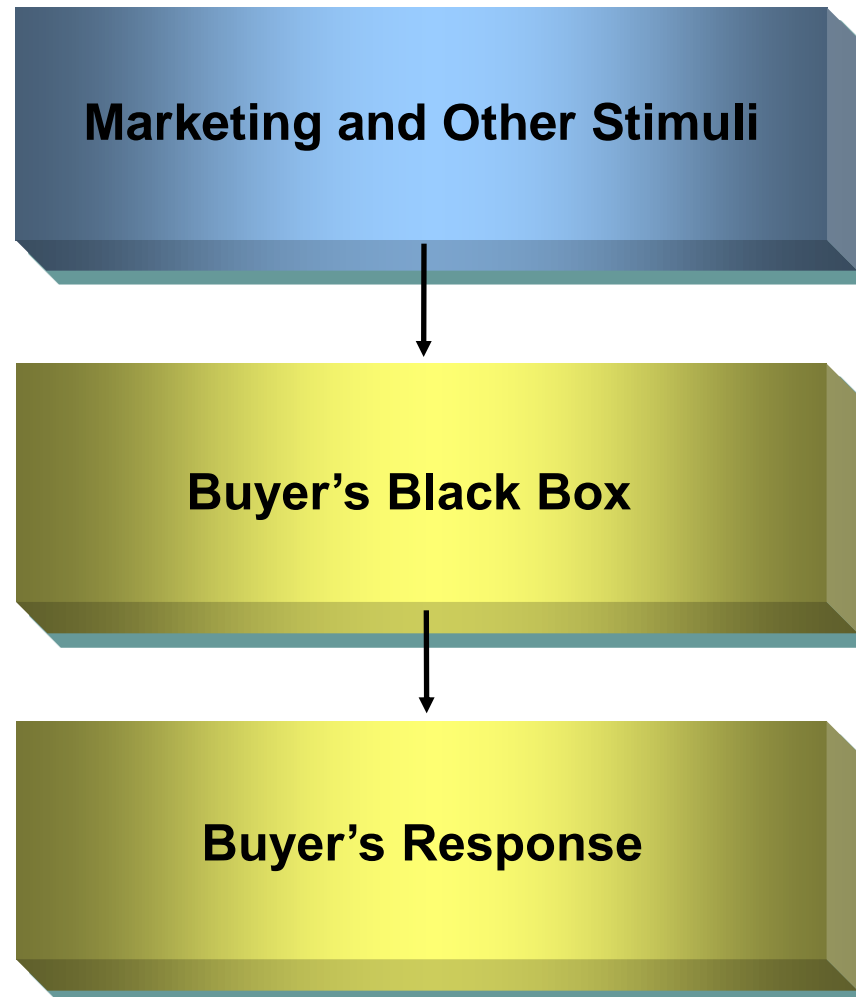 Marketing and Other Stimuli
Buyer’s Black Box
Buyer’s Response